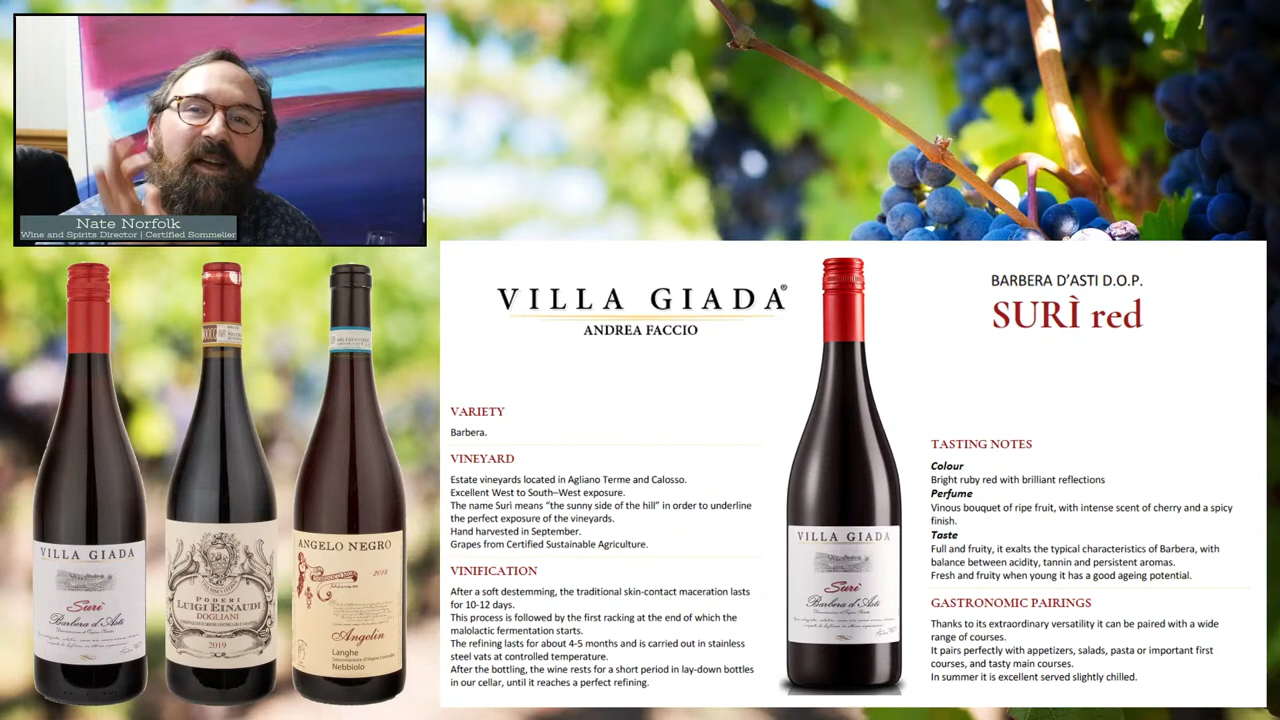 Nate Norfolk
Wine and Spirits Director | Certified Sommelier
VILLA GIADA
Surì
Barbera d'Asti
PODERI
LUIGI EINAUDI
DOGLIANI
2019
ANGELO NEGRO
2018
Angelin
Langhe
Nebbiolo
VILLA GIADA®
ANDREA FACCIO
VARIETY
Barbera.
VINEYARD
Estate vineyards located in Agliano Terme and Calosso.
Excellent West to South–West exposure.
The name Surì means “the sunny side of the hill” in order to underline
the perfect exposure of the vineyards.
Hand harvested in September.
Grapes from Certified Sustainable Agriculture.
VINIFICATION
After a soft destemming, the traditional skin-contact maceration lasts
for 10-12 days.
This process is followed by the first racking at the end of which the
malolactic fermentation starts.
The refining lasts for about 4-5 months and is carried out in stainless
steel vats at controlled temperature.
After the bottling, the wine rests for a short period in lay-down bottles
in our cellar, until it reaches a perfect refining.
VILLA GIADA
Surì
Barbera d'Asti
BARBERA D’ASTI D.O.P.
SURÌ red
TASTING NOTES
Colour
Bright ruby red with brilliant reflections
Perfume
Vinous bouquet of ripe fruit, with intense scent of cherry and a spicy
finish.
Taste
Full and fruity, it exalts the typical characteristics of Barbera, with
balance between acidity, tannin and persistent aromas.
Fresh and fruity when young it has a good ageing potential.
GASTRONOMIC PAIRINGS
Thanks to its extraordinary versatility it can be paired with a wide
range of courses.
It pairs perfectly with appetizers, salads, pasta or important first
courses, and tasty main courses.
In summer it is excellent served slightly chilled.